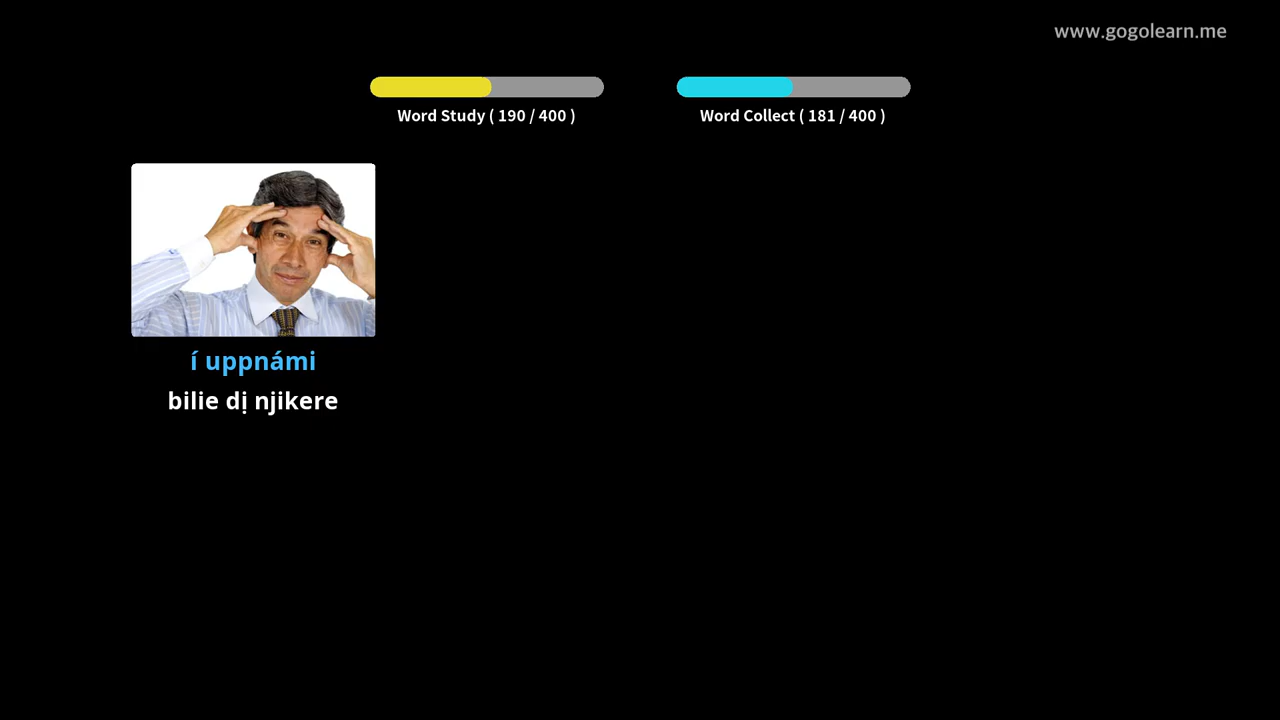 www.gogolearn.me
Word Study ( 190 / 400 )
Word Collect ( 181 / 400 )
í uppnámi
bilie dị njikere